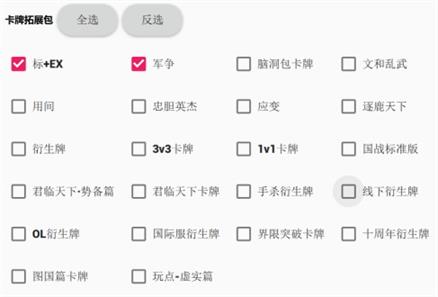 卡牌拓展包 全选 反选
标+EX 军争 脑洞包卡牌 文和乱武
用间 忠胆英杰 应变 逐鹿天下
衍生牌 3v3卡牌 1v1卡牌 国战标准版
君临天下·势备篇 君临天下卡牌 手杀衍生牌 线下衍生牌
OL衍生牌 国际服衍生牌 界限突破卡牌 十周年衍生牌
图国篇卡牌 玩点-虚实篇